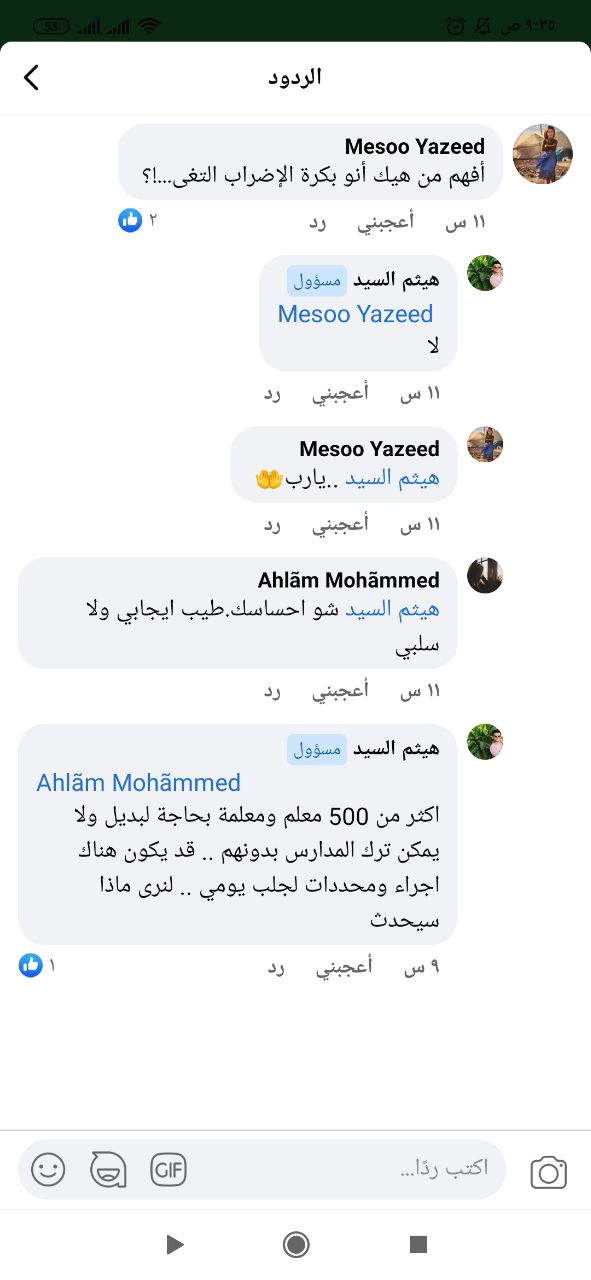 ٩:٣٥ ص
53
الردود
Mesoo Yazeed
أفهم من هيك أنو بكرة الإضراب التغى...!؟
١١ س أعجبني رد ٢
هيثم السيد مسؤول
Mesoo Yazeed
لا
١١ س أعجبني رد
Mesoo Yazeed
هيثم السيد ..يارب🤲
١١ س أعجبني رد
Ahlãm Mohãmmed
هيثم السيد شو احساسك.طيب ايجابي ولا
سلبي
١١ س أعجبني رد
هيثم السيد مسؤول
Ahlãm Mohãmmed
اكثر من 500 معلم ومعلمة بحاجة لبديل ولا
يمكن ترك المدارس بدونهم .. قد يكون هناك
اجراء ومحددات لجلب يومي .. لنرى ماذا
سيحدث
٩ س أعجبني رد ١
اكتب ردًا...
GIF